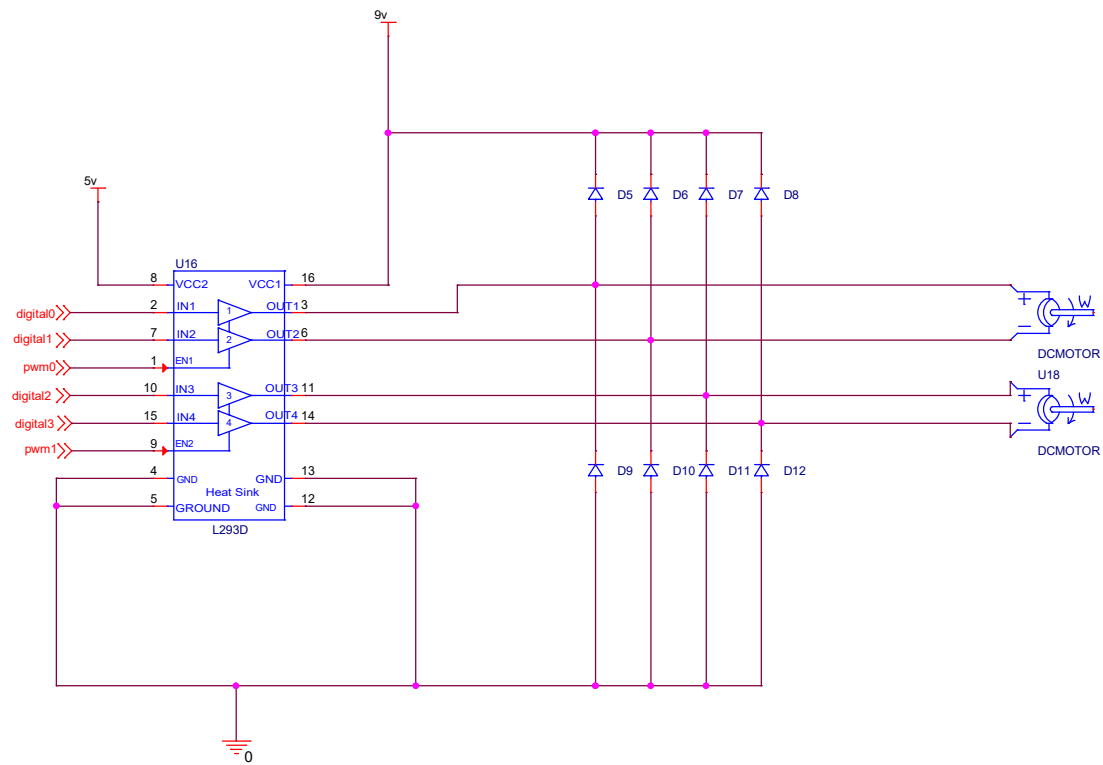 9v
5v
U16
8 VCC2 VCC1 16
digital0 2 IN1 1 OUT1 3
digital1 7 IN2 2 OUT2 6
pwm0 1 EN1
digital2 10 IN3 3 OUT3 11
digital3 15 IN4 4 OUT4 14
pwm1 9 EN2
4 GND GND 13
Heat Sink
5 GROUND GND 12
L293D
D5 D6 D7 D8
D9 D10 D11 D12
+ W
−
DCMOTOR
U18
+ W
−
DCMOTOR
0